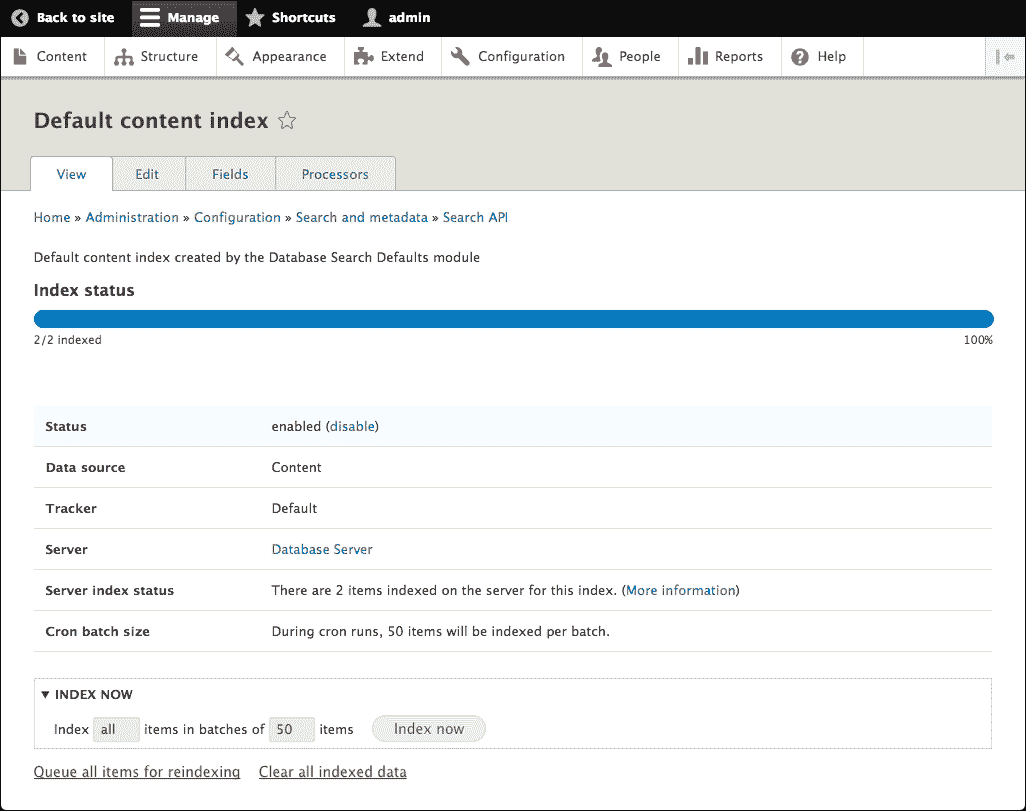 Back to site Manage Shortcuts admin
Content Structure Appearance Extend Configuration People Reports Help
Default content index
View Edit Fields Processors
Home » Administration » Configuration » Search and metadata » Search API
Default content index created by the Database Search Defaults module
Index status
2/2 indexed 100%
Status enabled (disable)
Data source Content
Tracker Default
Server Database Server
Server index status There are 2 items indexed on the server for this index. (More information)
Cron batch size During cron runs, 50 items will be indexed per batch.
▼ INDEX NOW
Index all items in batches of 50 items Index now
Queue all items for reindexing Clear all indexed data